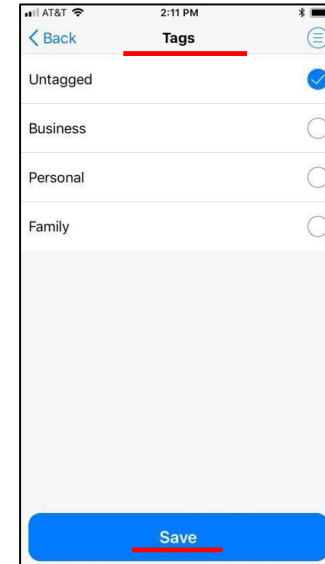 AT&T 2:11 PM
Back Tags
Untagged
Business
Personal
Family
Save